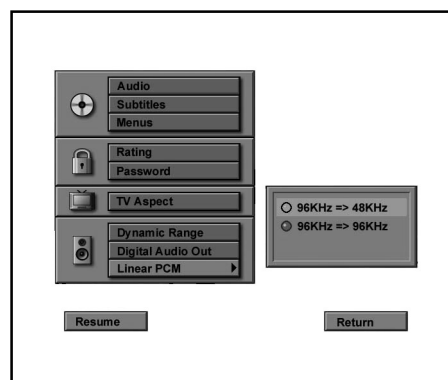 Audio
Subtitles
Menus
Rating
Password
TV Aspect
Dynamic Range
Digital Audio Out
Linear PCM
96KHz => 48KHz
96KHz => 96KHz
Resume
Return